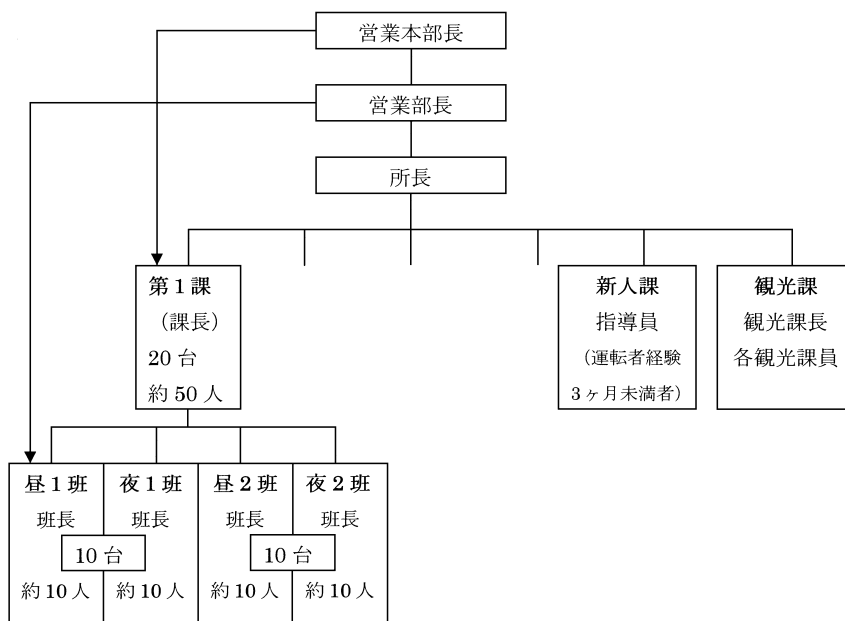 営業本部長
営業部長
所長
第1課
(課長)
20台
約50人
新人課
指導員
(運転者経験
3ヶ月未満者)
観光課
観光課長
各観光課員
昼1班
班長
夜1班
班長
10台
約10人
約10人
昼2班
班長
夜2班
班長
10台
約10人
約10人